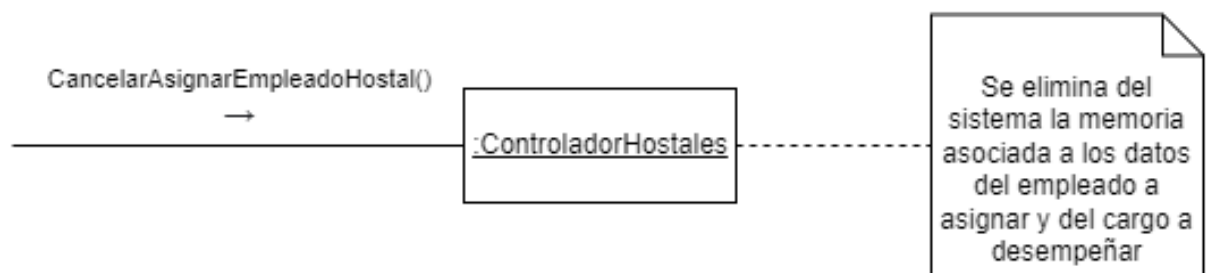 CancelarAsignarEmpleadoHostal()
→
:ControladorHostales
Se elimina del
sistema la memoria
asociada a los datos
del empleado a
asignar y del cargo a
desempeñar